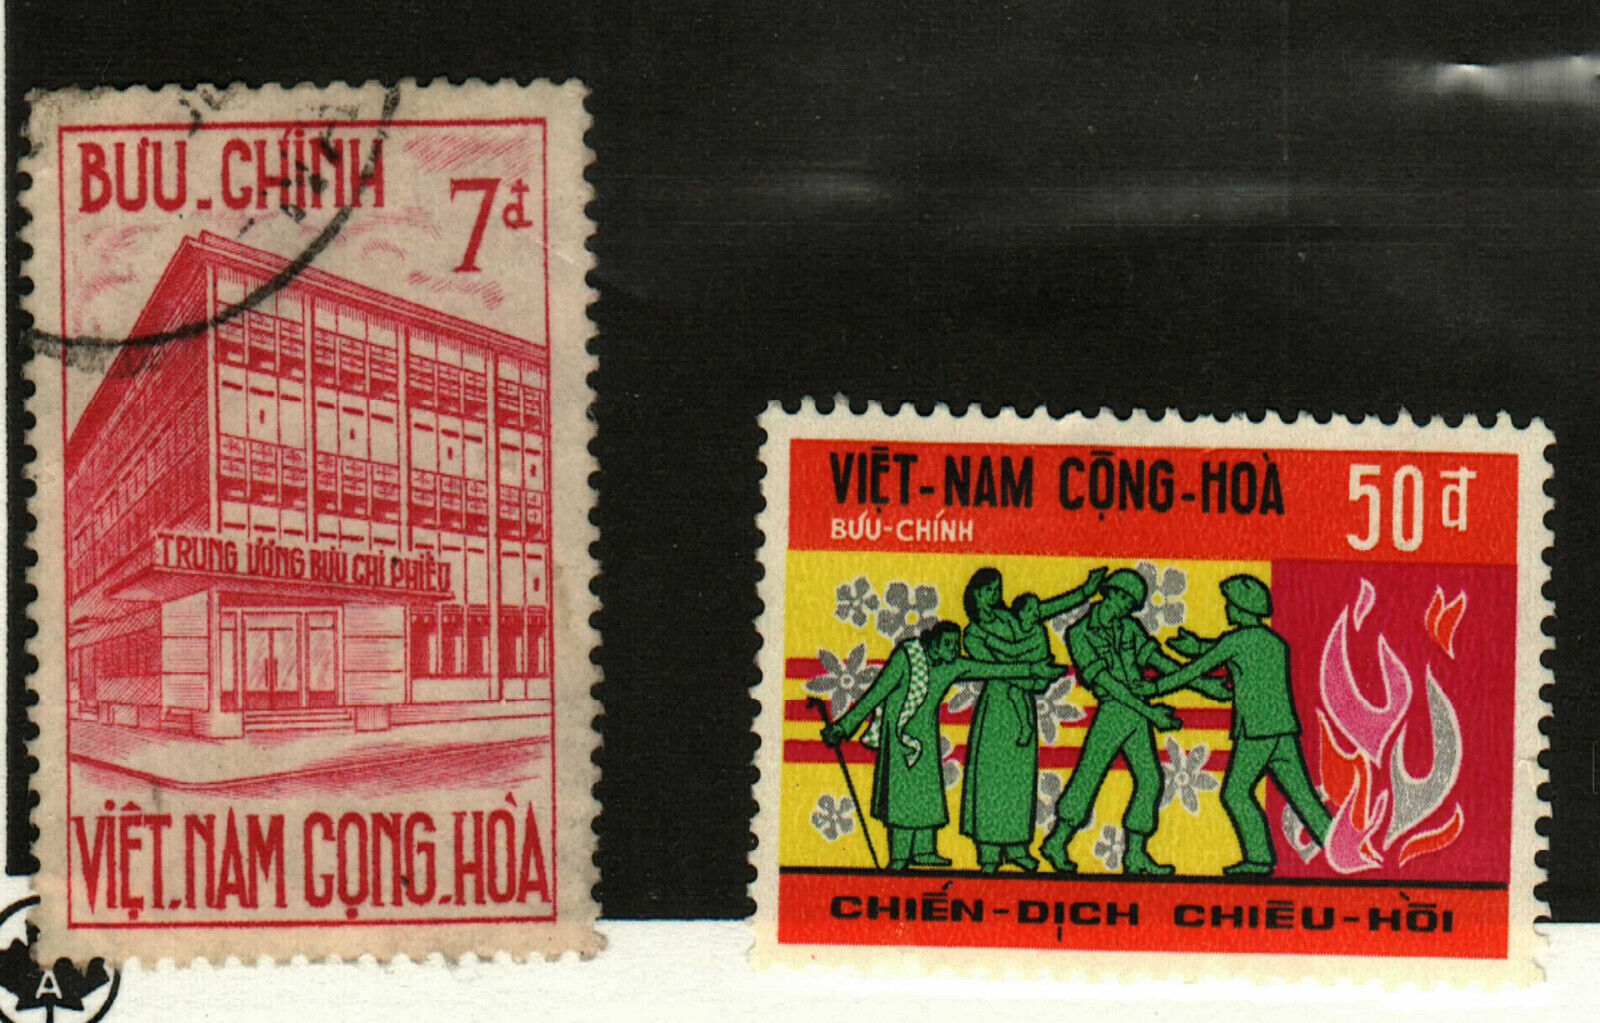 BƯU-CHÍNH
7đ
TRUNG ƯƠNG BƯU CHI PHIẾU
VIỆT-NAM CỘNG-HÒA
VIỆT-NAM CỘNG-HOÀ
50đ
BƯU-CHÍNH
CHIẾN-DỊCH CHIÊU-HỒI
A